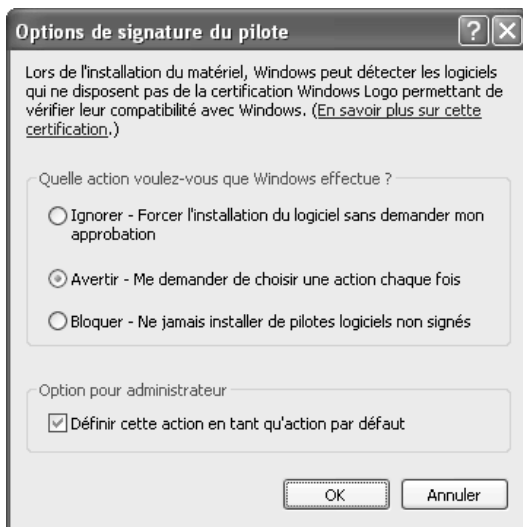 Options de signature du pilote
Lors de l'installation du matériel, Windows peut détecter les logiciels
qui ne disposent pas de la certification Windows Logo permettant de
vérifier leur compatibilité avec Windows. (En savoir plus sur cette
certification.)
Quelle action voulez-vous que Windows effectue ?
Ignorer - Forcer l'installation du logiciel sans demander mon
approbation
Avertir - Me demander de choisir une action chaque fois
Bloquer - Ne jamais installer de pilotes logiciels non signés
Option pour administrateur
Définir cette action en tant qu'action par défaut
OK Annuler